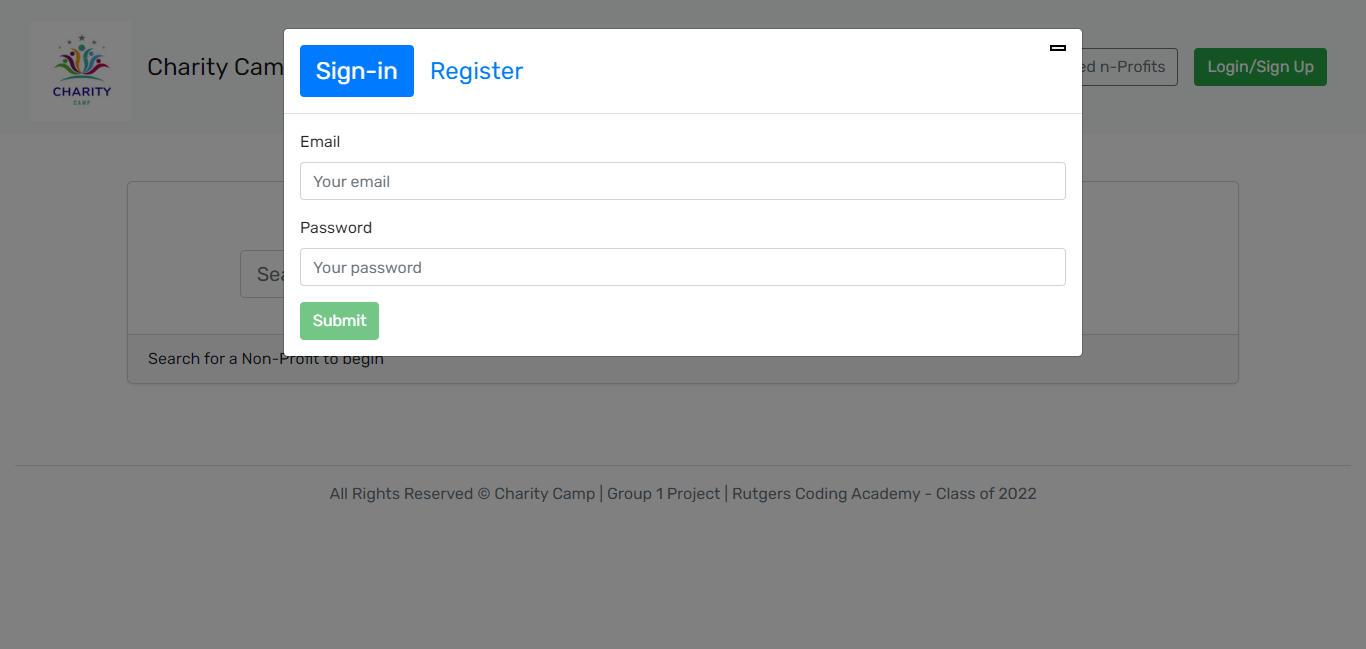 CHARITY
CAMP
Charity Cam
Sign-in Register
ed n-Profits
Login/Sign Up
Email
Your email
Password
Your password
Submit
Sea
Search for a Non-Profit to begin
All Rights Reserved © Charity Camp | Group 1 Project | Rutgers Coding Academy - Class of 2022